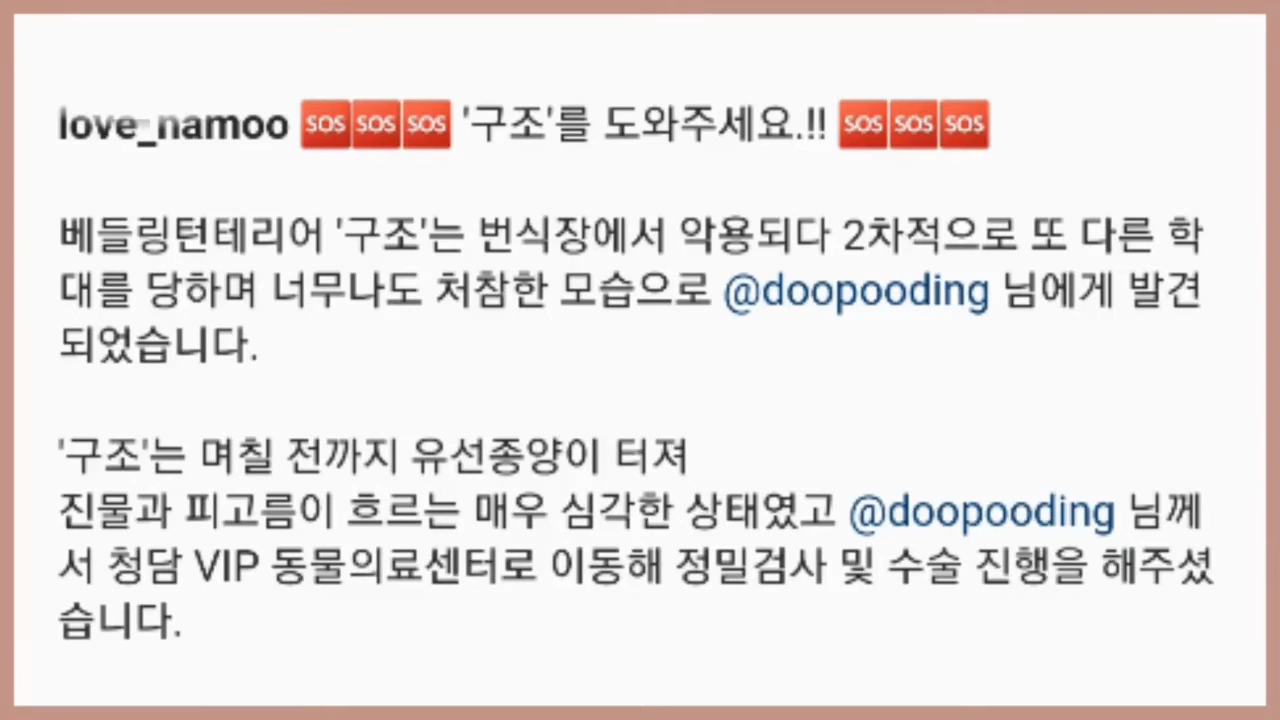 love_namoo 🆘🆘🆘 '구조'를 도와주세요.!! 🆘🆘🆘
베들링턴테리어 '구조'는 번식장에서 악용되다 2차적으로 또 다른 학
대를 당하며 너무나도 처참한 모습으로 @doopooding 님에게 발견
되었습니다.
'구조'는 며칠 전까지 유선종양이 터져
진물과 피고름이 흐르는 매우 심각한 상태였고 @doopooding 님께
서 청담 VIP 동물의료센터로 이동해 정밀검사 및 수술 진행을 해주셨
습니다.